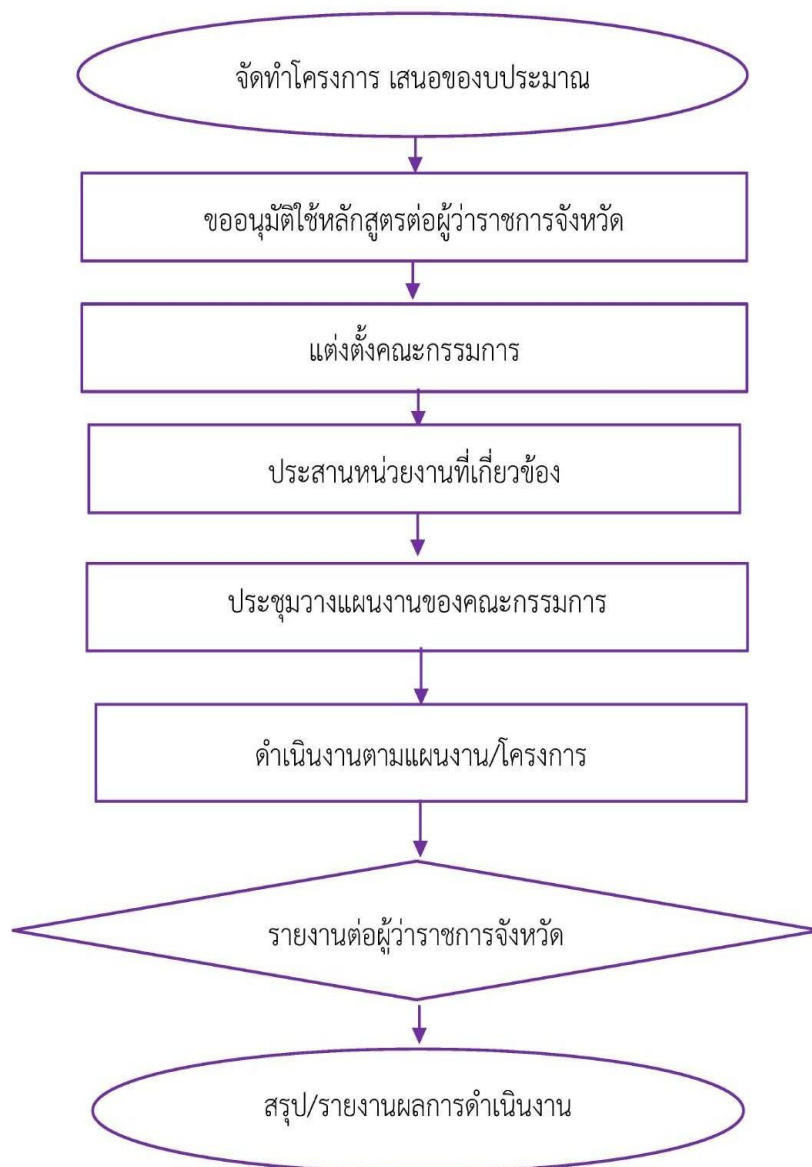 จัดทำโครงการ เสนอของบประมาณ
ขออนุมัติใช้หลักสูตรต่อผู้ว่าราชการจังหวัด
แต่งตั้งคณะกรรมการ
ประสานหน่วยงานที่เกี่ยวข้อง
ประชุมวางแผนงานของคณะกรรมการ
ดำเนินงานตามแผนงาน/โครงการ
รายงานต่อผู้ว่าราชการจังหวัด
สรุป/รายงานผลการดำเนินงาน